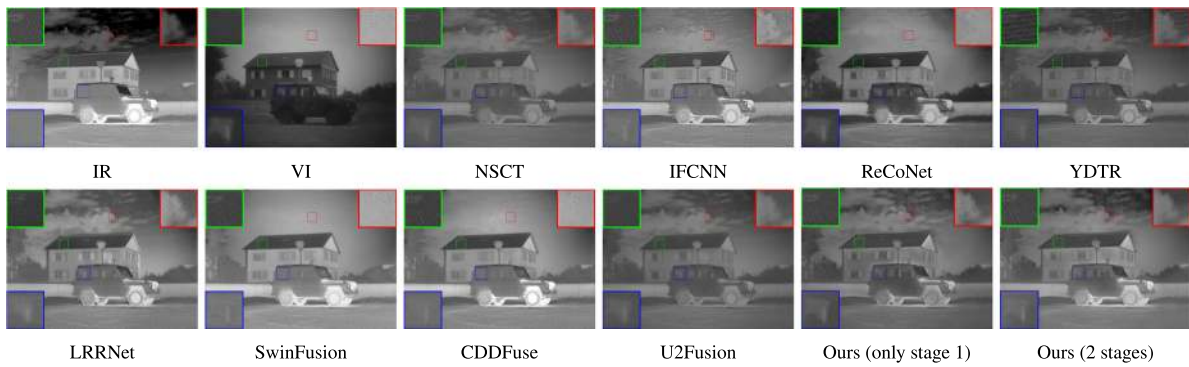 IR VI NSCT IFCNN ReCoNet YDTR
LRRNet SwinFusion CDDFuse U2Fusion Ours (only stage 1) Ours (2 stages)